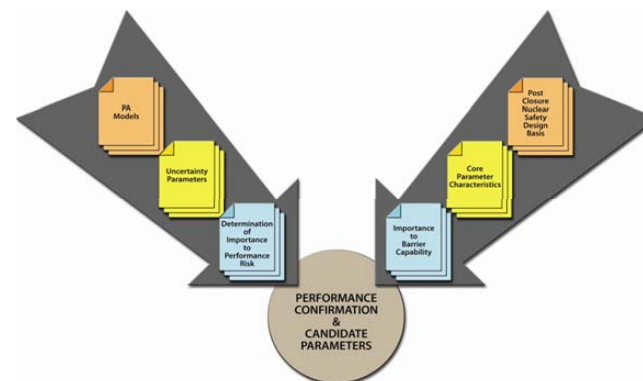 PA
Models
Uncertainty
Parameters
Determination
of
Importance
to
Performance
Risk
Post
Closure
Nuclear
Safety
Design
Basis
Core
Parameter
Characteristics
Importance
to
Barrier
Capability
PERFORMANCE
CONFIRMATION
&
CANDIDATE
PARAMETERS